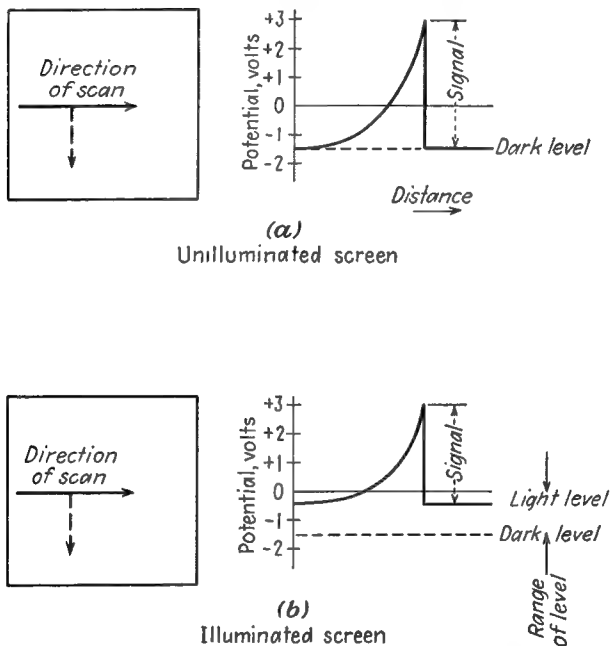 Direction
of scan
Potential, volts
+3
+2
+1
0
-1
-2
Signal
Dark level
Distance
(a)
Unilluminated screen
Direction
of scan
Potential, volts
+3
+2
+1
0
-1
-2
Signal
Light level
Dark level
Range
of level
(b)
Illuminated screen